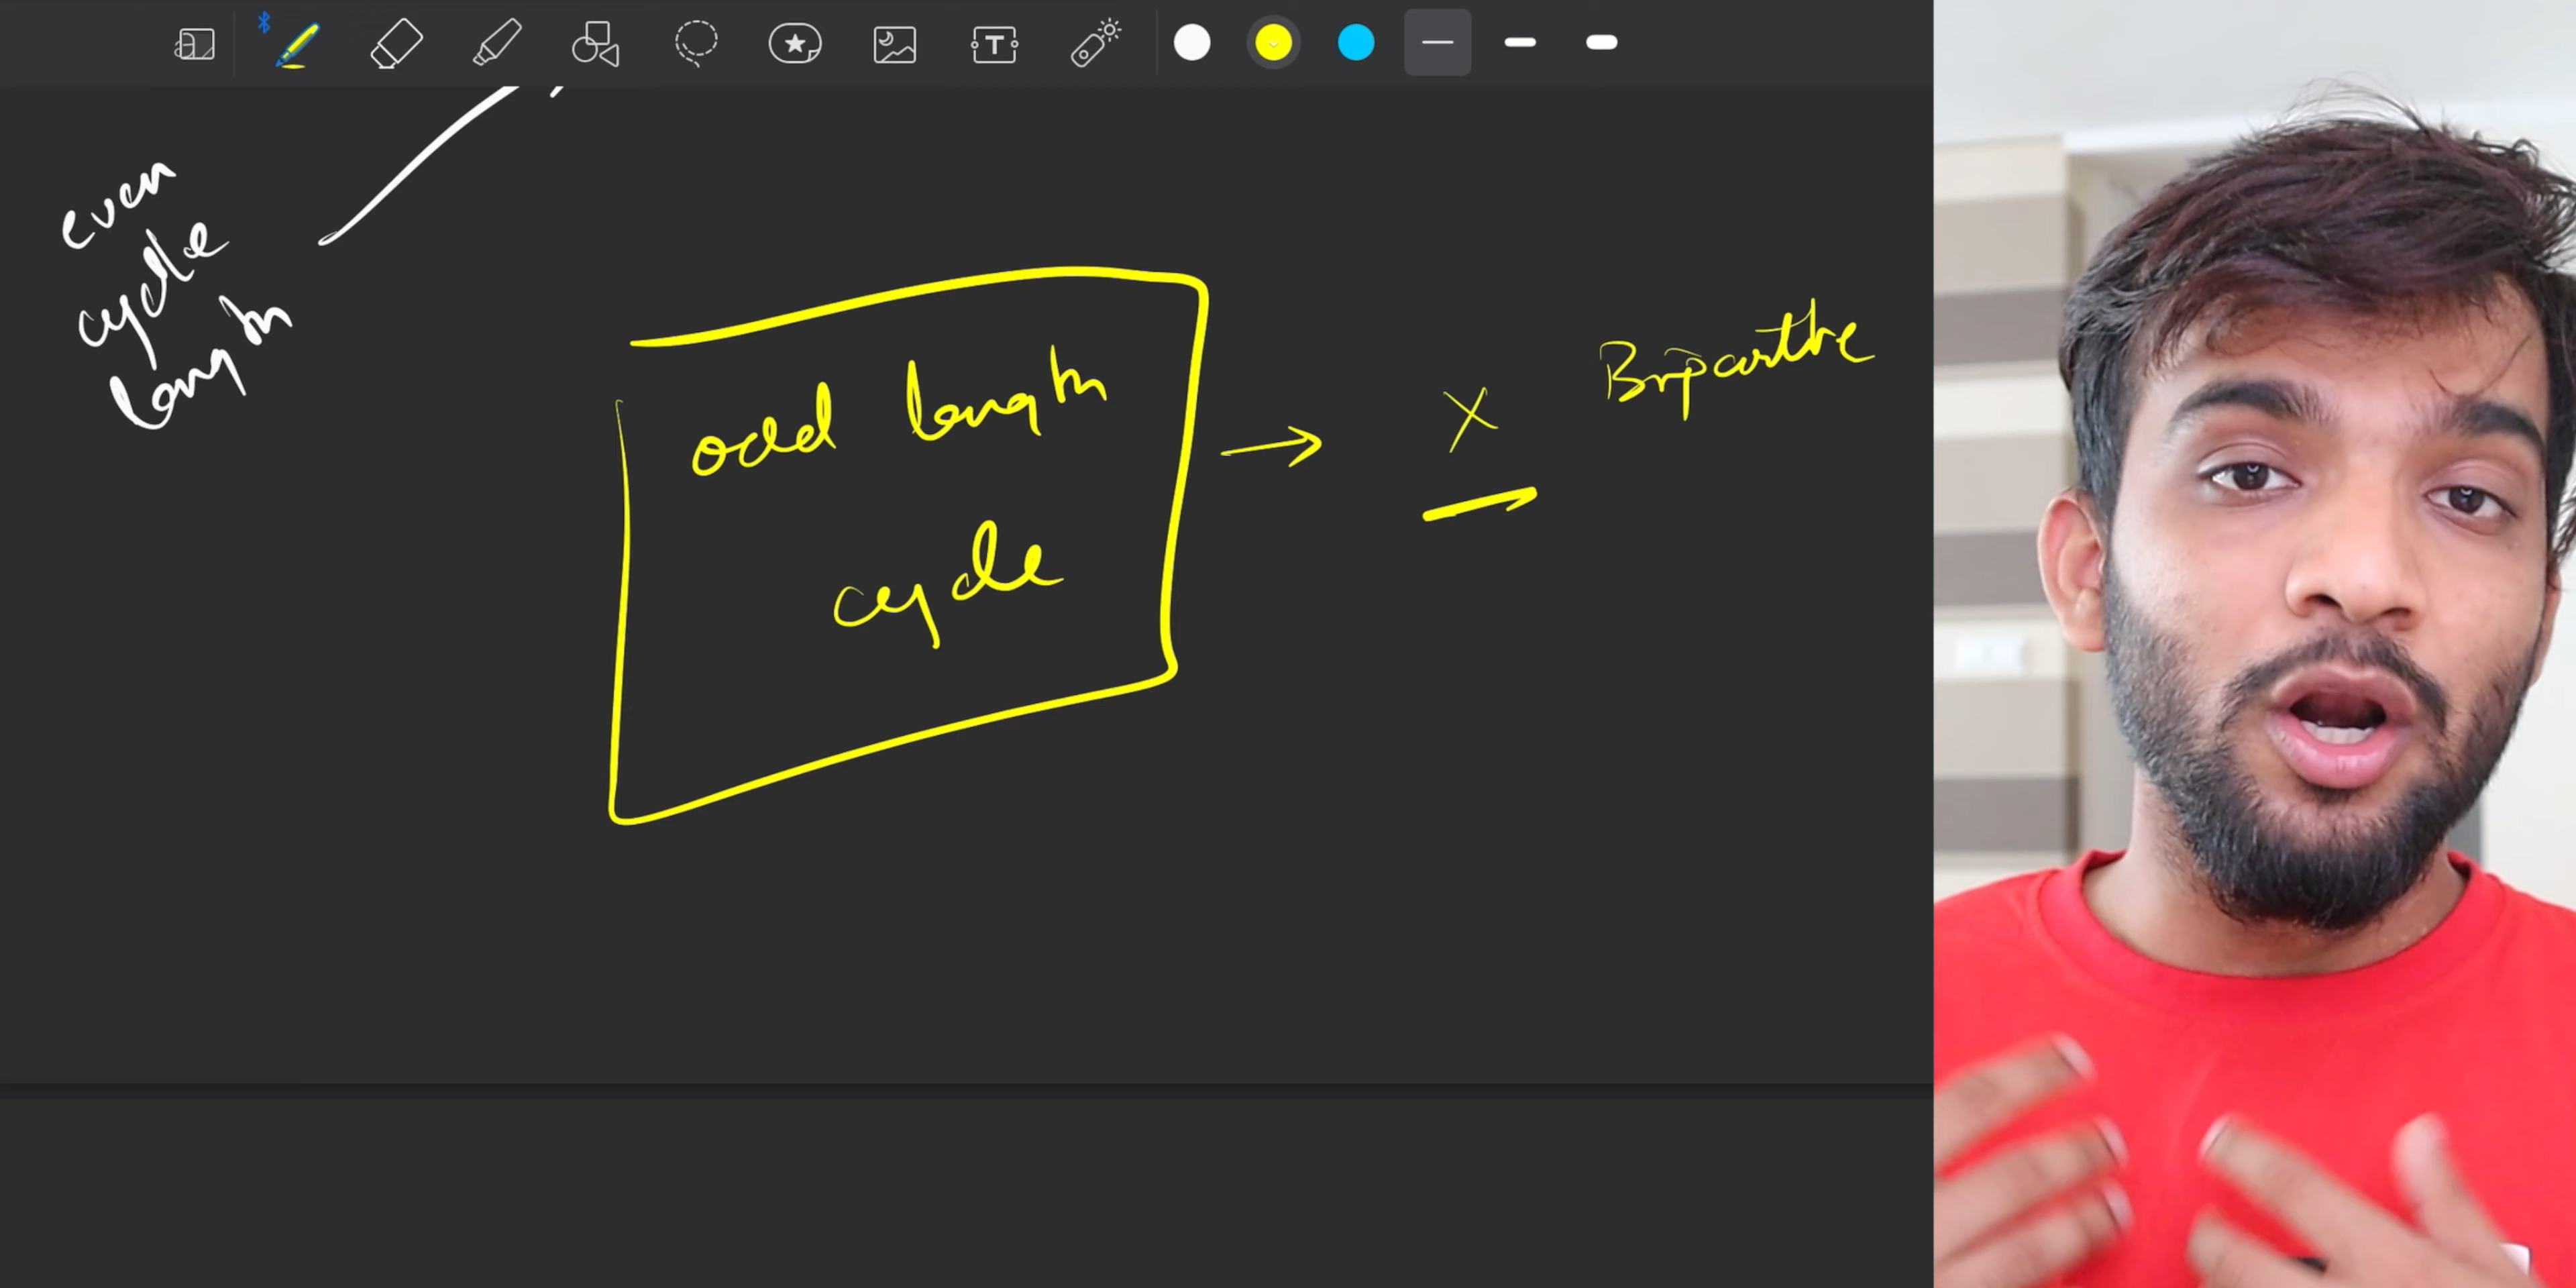 even
cycle
length
odd length
cycle
→ X Bipartite